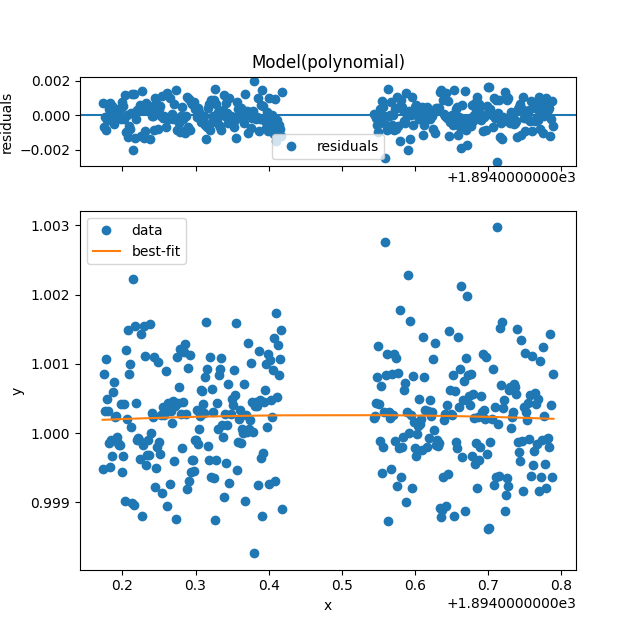 Model(polynomial)
0.002
0.000
−0.002
residuals
residuals
+1.8940000000e3
1.003
1.002
1.001
1.000
0.999
y
data
best-fit
0.2 0.3 0.4 0.5 0.6 0.7 0.8
x
+1.8940000000e3